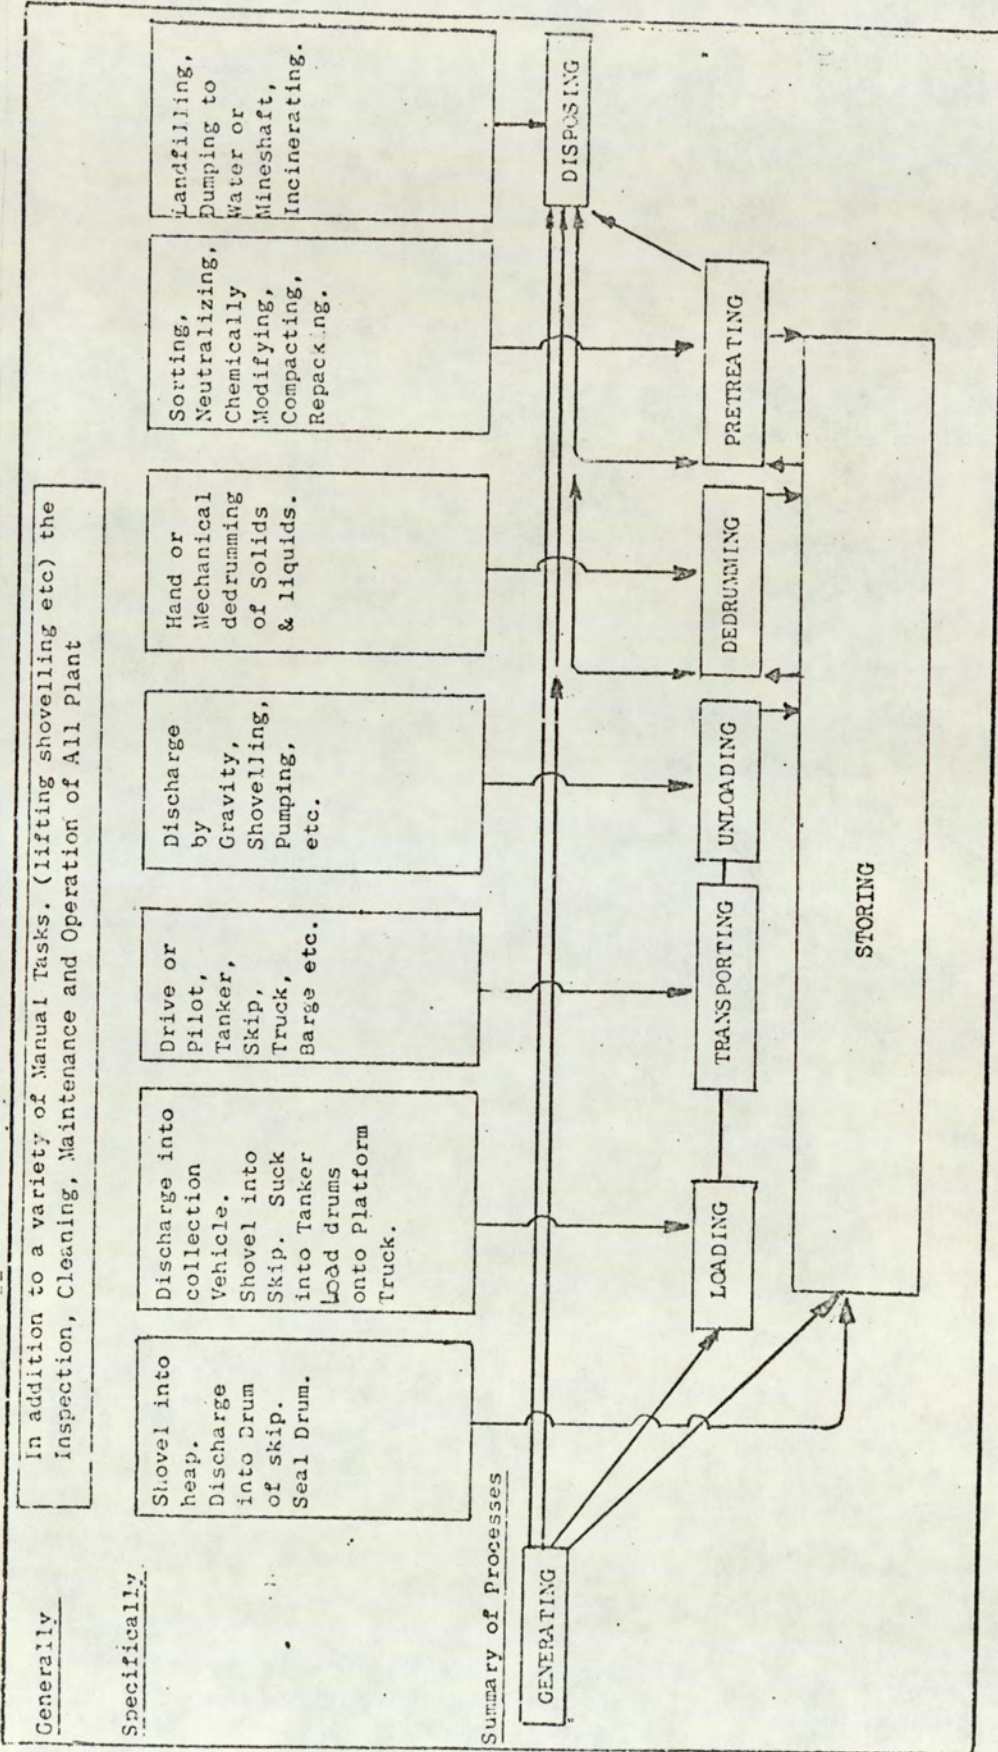 Generally
In addition to a variety of Manual Tasks. (lifting shovelling etc) the
Inspection, Cleaning, Maintenance and Operation of All Plant
Specifically
Shovel into
heap.
Discharge
into Drum
of skip.
Seal Drum.
Discharge into
collection
Vehicle.
Shovel into
Skip. Suck
into Tanker
Load drums
onto Platform
Truck.
Drive or
Pilot,
Tanker,
Skip,
Truck,
Barge etc.
Discharge
by
Gravity,
Shovelling,
Pumping,
etc.
Hand or
Mechanical
dedrumming
of Solids
& liquids.
Sorting,
Neutralizing,
Chemically
Modifying,
Compacting,
Repacking.
Landfilling,
Dumping to
Water or
Mineshaft,
Incinerating.
Summary of Processes
GENERATING
LOADING
TRANSPORTING
UNLOADING
DEDRUMMING
PRETREATING
DISPOSING
STORING